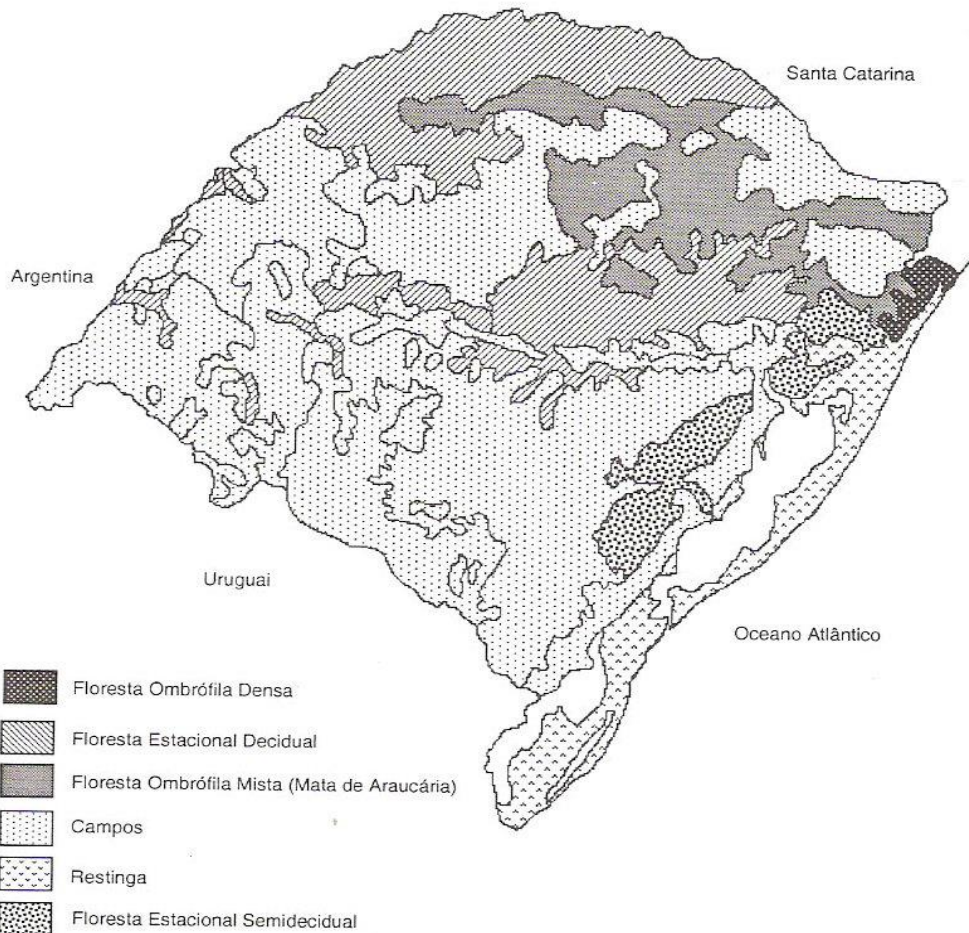 Santa Catarina
Argentina
Uruguai
Oceano Atlântico
Floresta Ombrófila Densa
Floresta Estacional Decidual
Floresta Ombrófila Mista (Mata de Araucária)
Campos
Restinga
Floresta Estacional Semidecidual